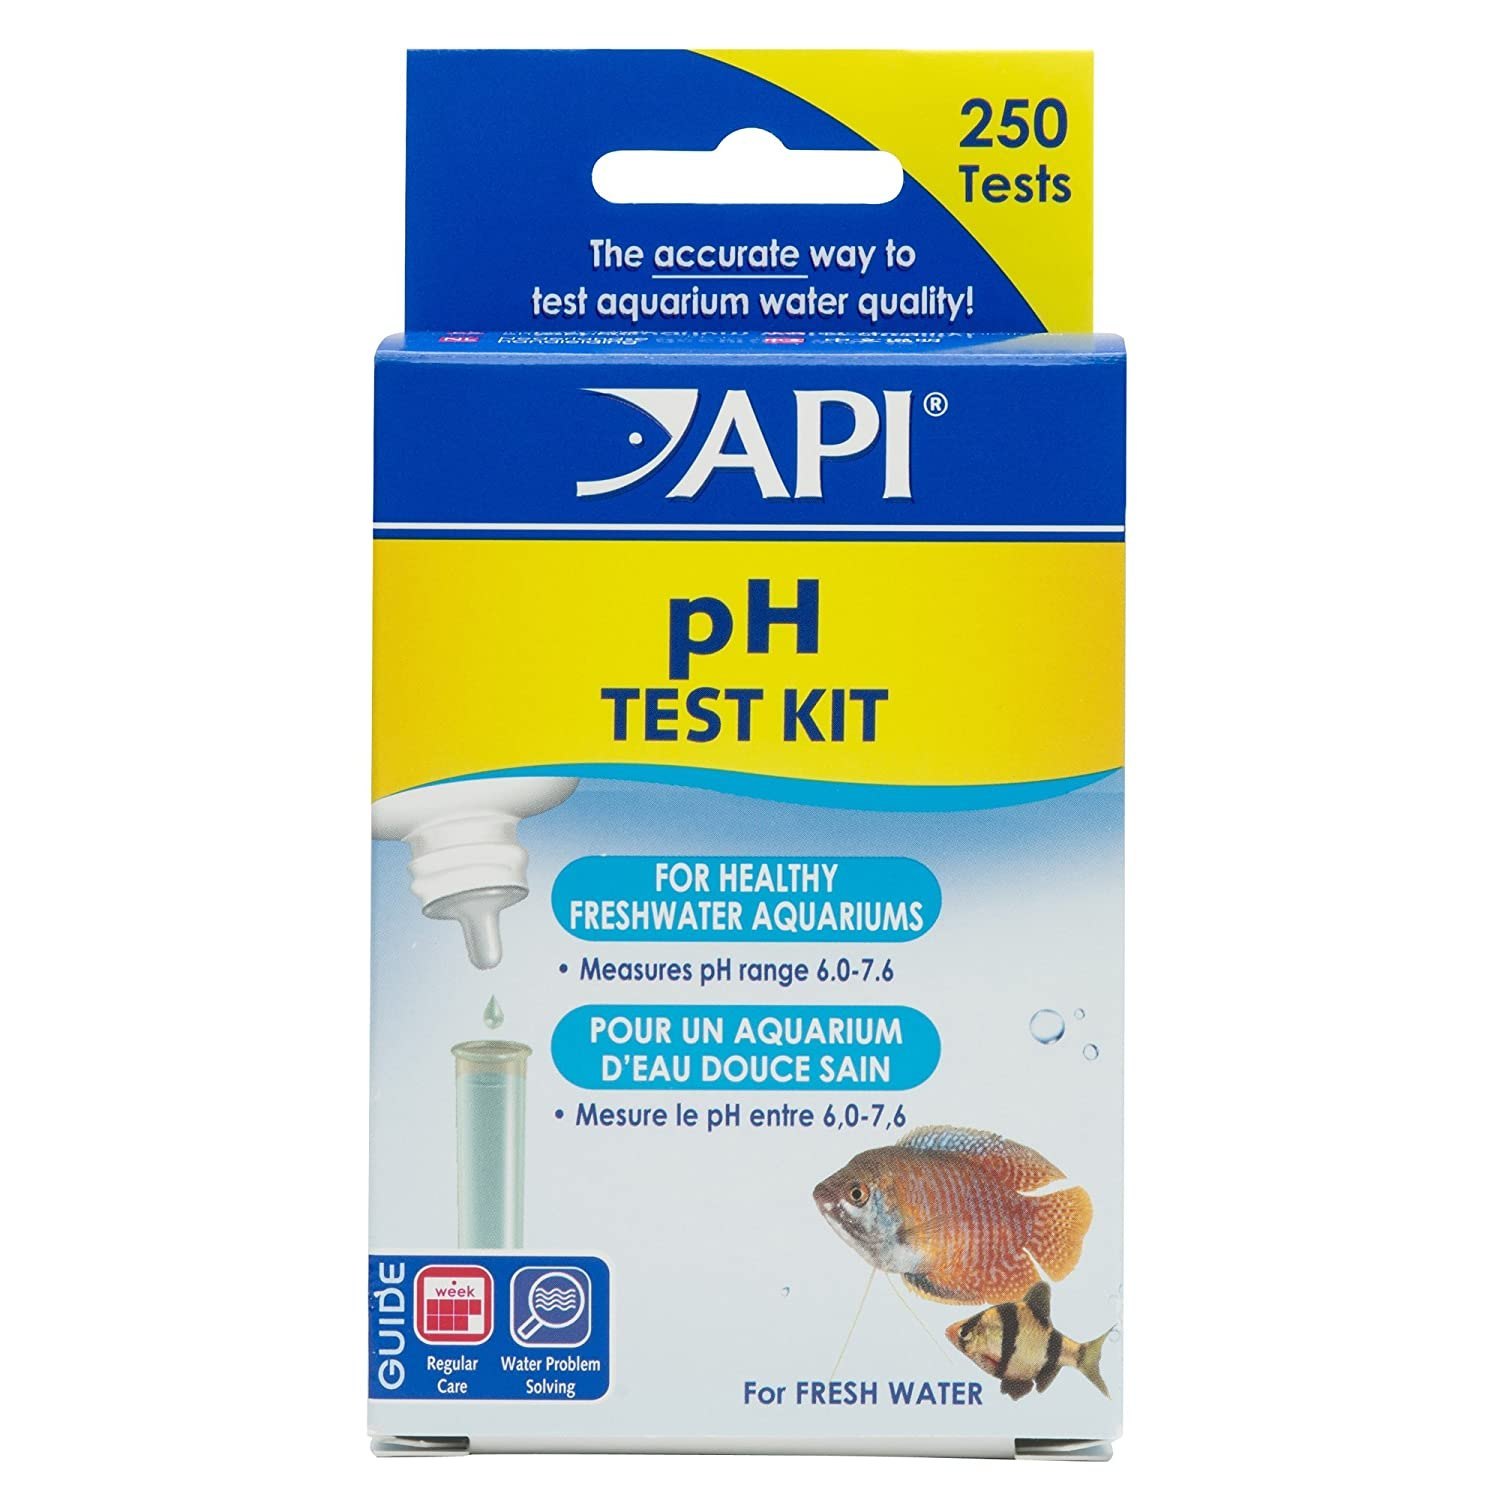 250
Tests
The accurate way to
test aquarium water quality!
API®
pH
TEST KIT
FOR HEALTHY
FRESHWATER AQUARIUMS
• Measures pH range 6.0-7.6
POUR UN AQUARIUM
D'EAU DOUCE SAIN
• Mesure le pH entre 6,0-7,6
GUIDE
week
Regular
Care
Water Problem
Solving
For FRESH WATER